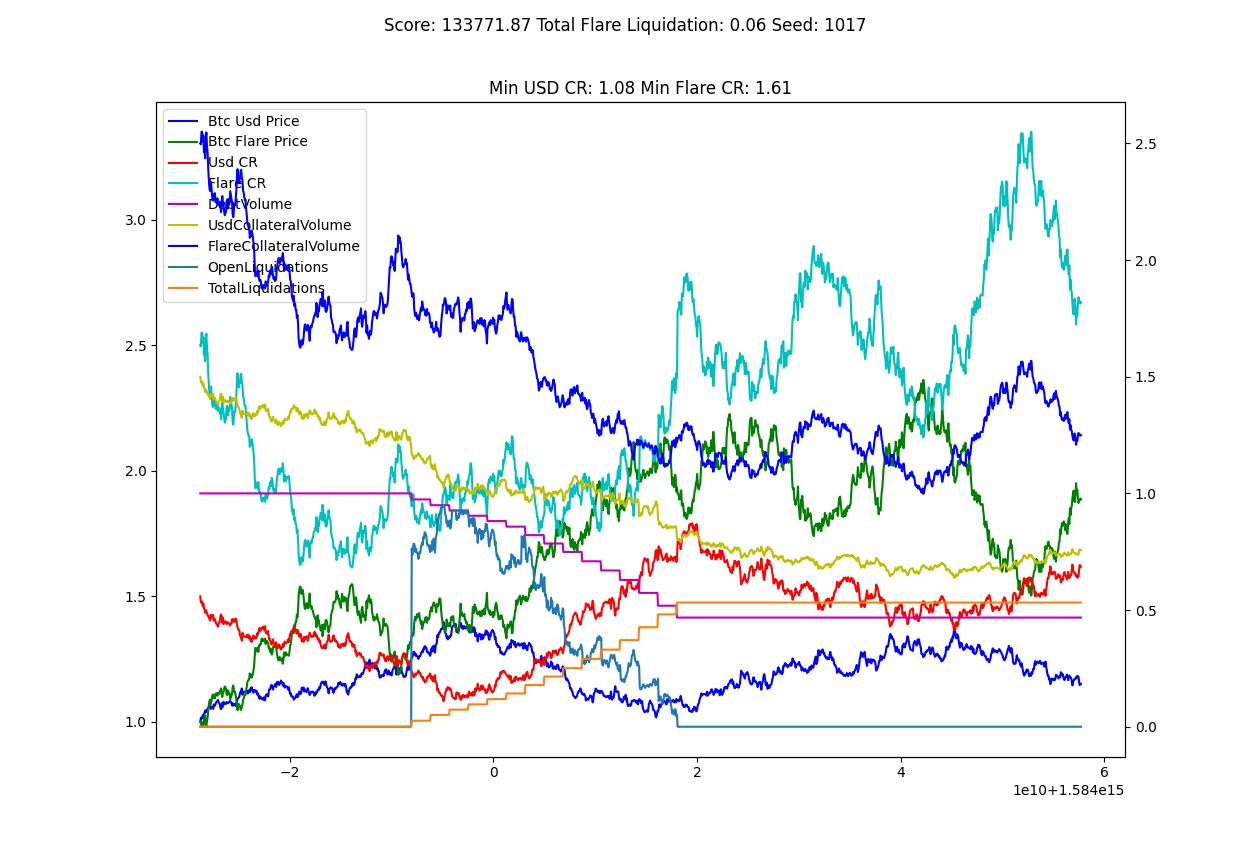 Score: 133771.87 Total Flare Liquidation: 0.06 Seed: 1017
Min USD CR: 1.08 Min Flare CR: 1.61
Btc Usd Price
Btc Flare Price
Usd CR
Flare CR
DebtVolume
UsdCollateralVolume
FlareCollateralVolume
OpenLiquidations
TotalLiquidations
3.0
2.5
2.0
1.5
1.0
2.5
2.0
1.5
1.0
0.5
0.0
−2
0
2
4
6
1e10+1.584e15